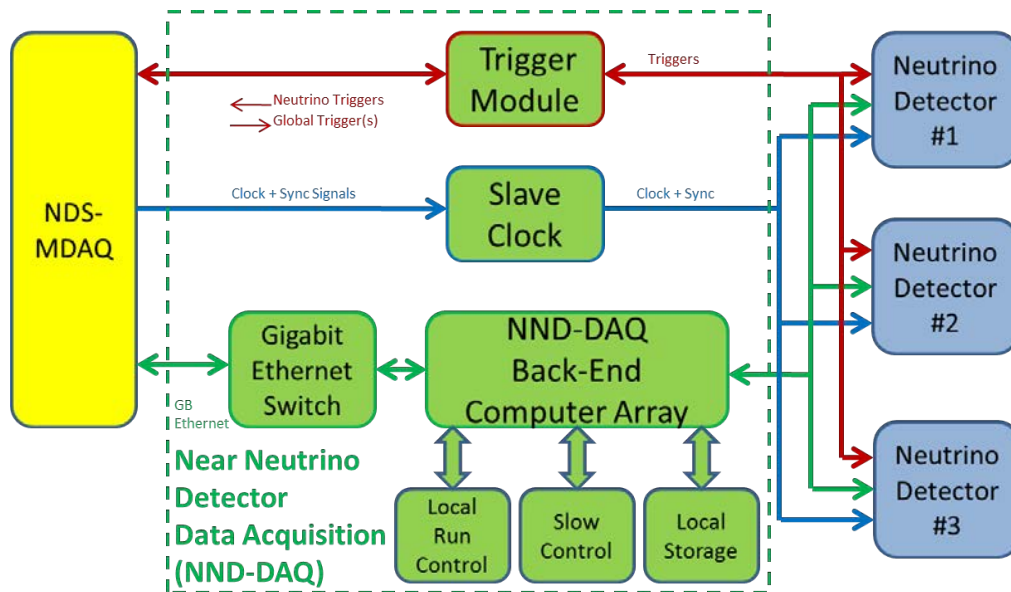 NDS-
MDAQ
Trigger
Module
Triggers
Neutrino Triggers
Global Trigger(s)
Clock + Sync Signals
Slave
Clock
Clock + Sync
Gigabit
Ethernet
Switch
NND-DAQ
Back-End
Computer Array
GB
Ethernet
Near Neutrino
Detector
Data Acquisition
(NND-DAQ)
Local
Run
Control
Slow
Control
Local
Storage
Neutrino
Detector
#1
Neutrino
Detector
#2
Neutrino
Detector
#3